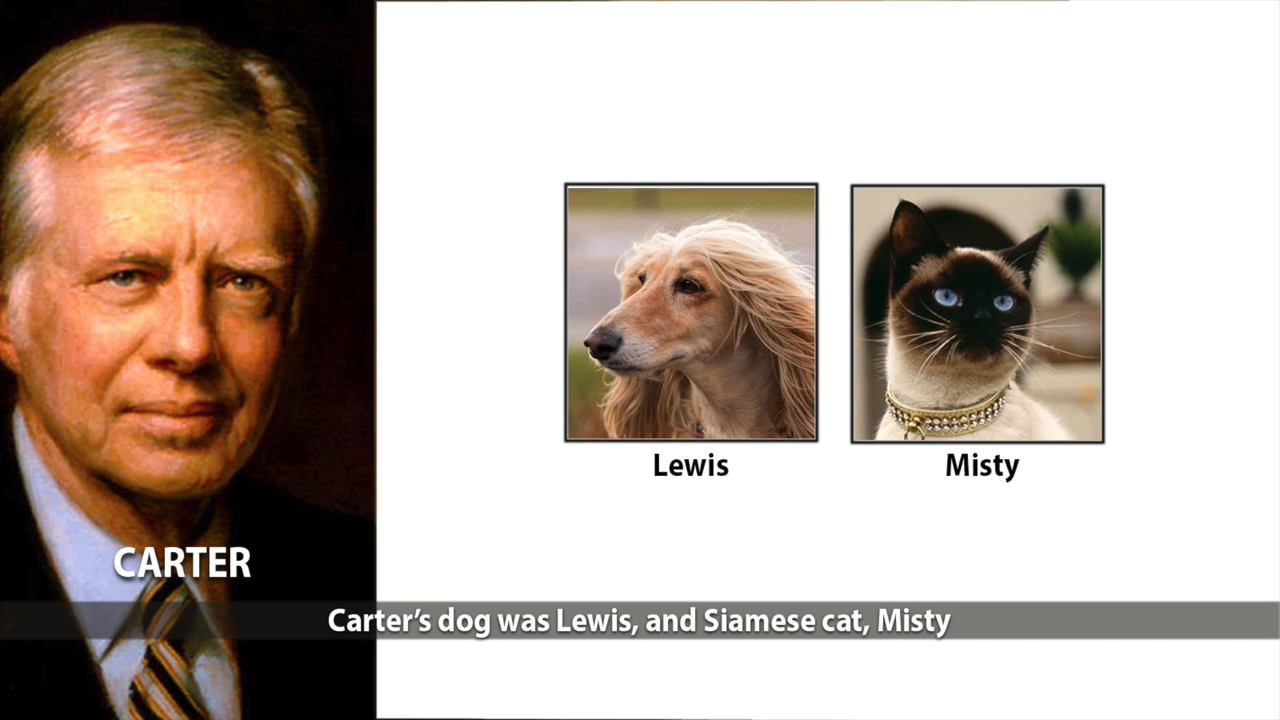 Lewis
Misty
CARTER
Carter’s dog was Lewis, and Siamese cat, Misty